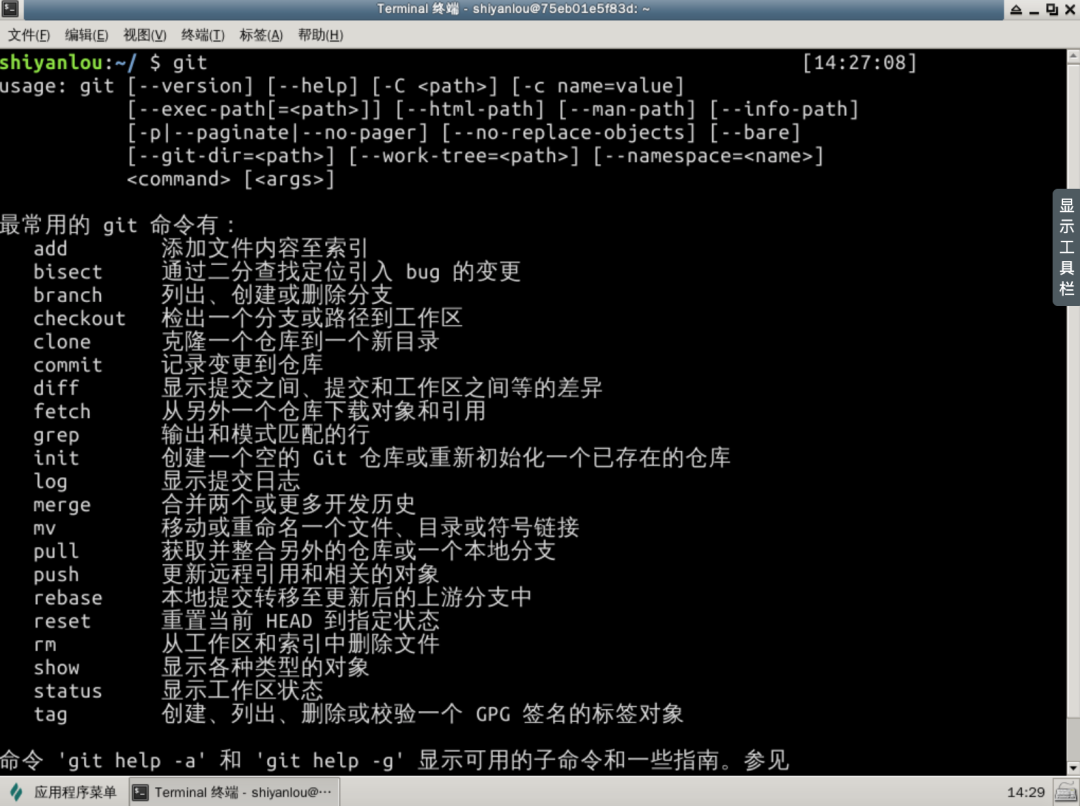 Terminal 终端 - shiyanlou@75eb01e5f83d: ~
文件(F) 编辑(E) 视图(V) 终端(T) 标签(A) 帮助(H)
shiyanlou:~/ $ git [14:27:08]
usage: git [--version] [--help] [-C <path>] [-c name=value]
[--exec-path[=<path>]] [--html-path] [--man-path] [--info-path]
[-p|--paginate|--no-pager] [--no-replace-objects] [--bare]
[--git-dir=<path>] [--work-tree=<path>] [--namespace=<name>]
<command> [<args>]
最常用的 git 命令有：
add 添加文件内容至索引
bisect 通过二分查找定位引入 bug 的变更
branch 列出、创建或删除分支
checkout 检出一个分支或路径到工作区
clone 克隆一个仓库到一个新目录
commit 记录变更到仓库
diff 显示提交之间、提交和工作区之间等的差异
fetch 从另外一个仓库下载对象和引用
grep 输出和模式匹配的行
init 创建一个空的 Git 仓库或重新初始化一个已存在的仓库
log 显示提交日志
merge 合并两个或更多开发历史
mv 移动或重命名一个文件、目录或符号链接
pull 获取并整合另外的仓库或一个本地分支
push 更新远程引用和相关的对象
rebase 本地提交转移至更新后的上游分支中
reset 重置当前 HEAD 到指定状态
rm 从工作区和索引中删除文件
show 显示各种类型的对象
status 显示工作区状态
tag 创建、列出、删除或校验一个 GPG 签名的标签对象
命令 'git help -a' 和 'git help -g' 显示可用的子命令和一些指南。参见
显示工具栏
应用程序菜单 Terminal 终端 - shiyanlou@··· 14:29